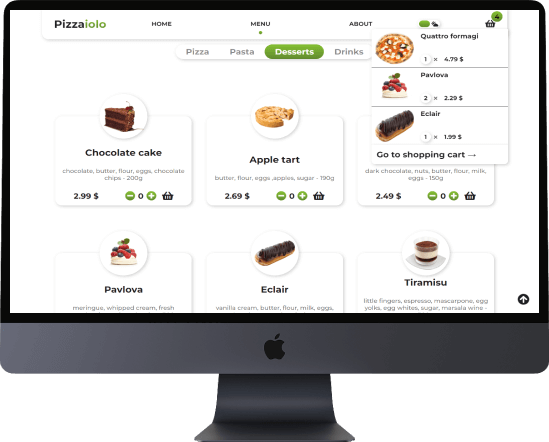 Pizzaiolo
HOME
MENU
ABOUT
4
Pizza
Pasta
Desserts
Drinks
Quattro formagi
1 × 4.79 $
Pavlova
2 × 2.29 $
Eclair
1 × 1.99 $
Go to shopping cart →
Chocolate cake
chocolate, butter, flour, eggs, chocolate
chips - 200g
2.99 $
0
Apple tart
butter, flour, eggs ,apples, sugar - 190g
2.69 $
0
dark chocolate, nuts, butter, flour, milk,
eggs - 150g
2.49 $
0
Pavlova
meringue, whipped cream, fresh
Eclair
vanilla cream, butter, flour, milk, eggs,
Tiramisu
little fingers, espresso, mascarpone, egg
yolks, egg whites, sugar, marsala wine -